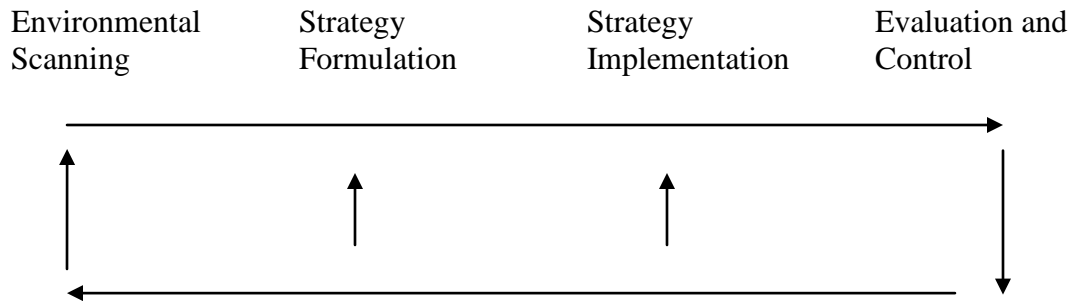 Environmental
Scanning
Strategy
Formulation
Strategy
Implementation
Evaluation and
Control